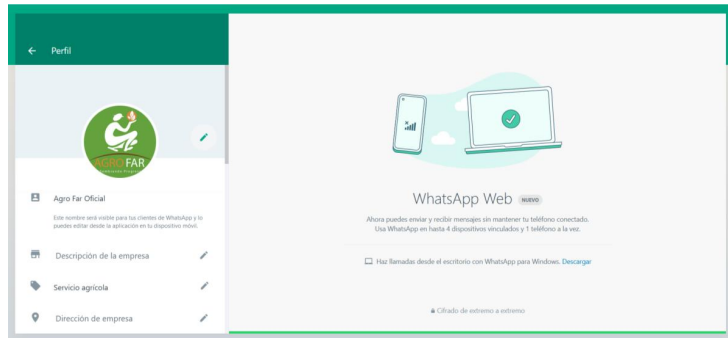 Perfil
AGRO FAR
Agro Far Oficial
Este nombre será visible para tus clientes de WhatsApp y lo
puedes editar desde la aplicación en tu dispositivo móvil.
Descripción de la empresa
Servicio agrícola
Dirección de empresa
WhatsApp Web NUEVO
Ahora puedes enviar y recibir mensajes sin mantener tu teléfono conectado.
Usa WhatsApp en hasta 4 dispositivos vinculados y 1 teléfono a la vez.
Haz llamadas desde el escritorio con WhatsApp para Windows. Descargar
Cifrado de extremo a extremo